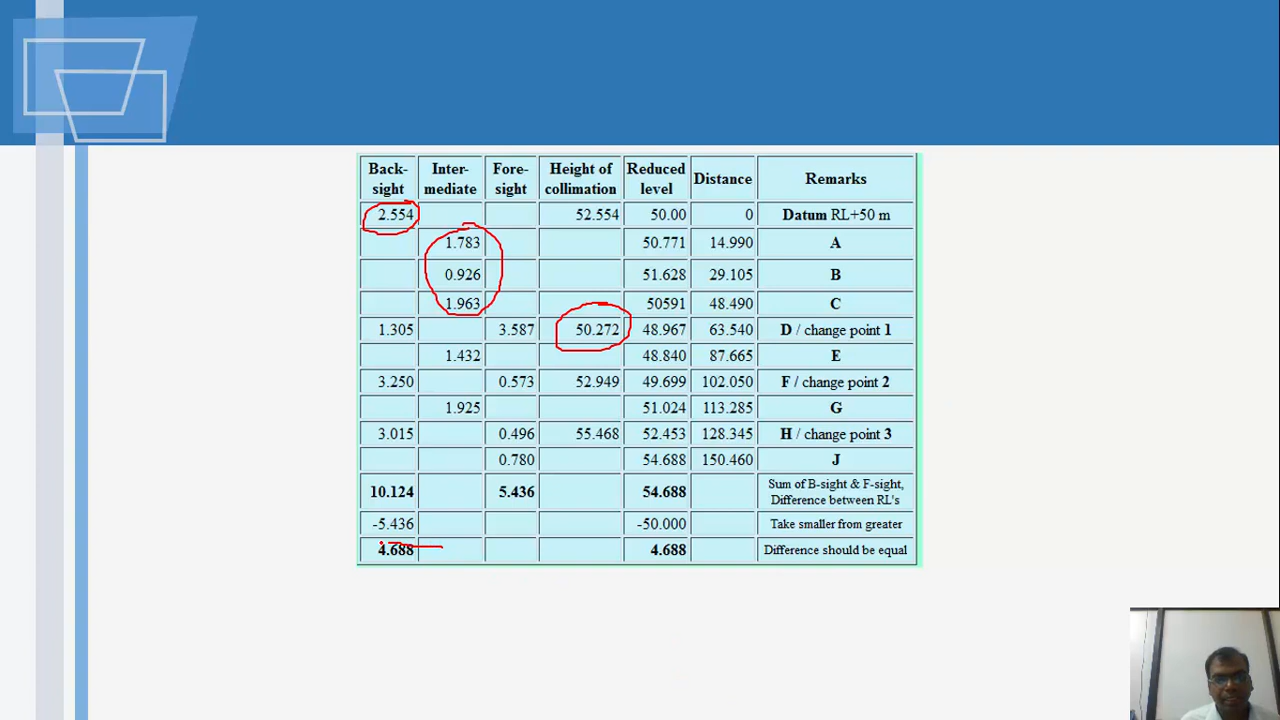 Back- Inter- Fore- Height of Reduced Distance Remarks
sight mediate sight collimation level
2.554 52.554 50.00 0 Datum RL+50 m
1.783 50.771 14.990 A
0.926 51.628 29.105 B
1.963 50591 48.490 C
1.305 3.587 50.272 48.967 63.540 D / change point 1
1.432 48.840 87.665 E
3.250 0.573 52.949 49.699 102.050 F / change point 2
1.925 51.024 113.285 G
3.015 0.496 55.468 52.453 128.345 H / change point 3
0.780 54.688 150.460 J
10.124 5.436 54.688 Sum of B-sight & F-sight,
Difference between RL's
-5.436 -50.000 Take smaller from greater
4.688 4.688 Difference should be equal